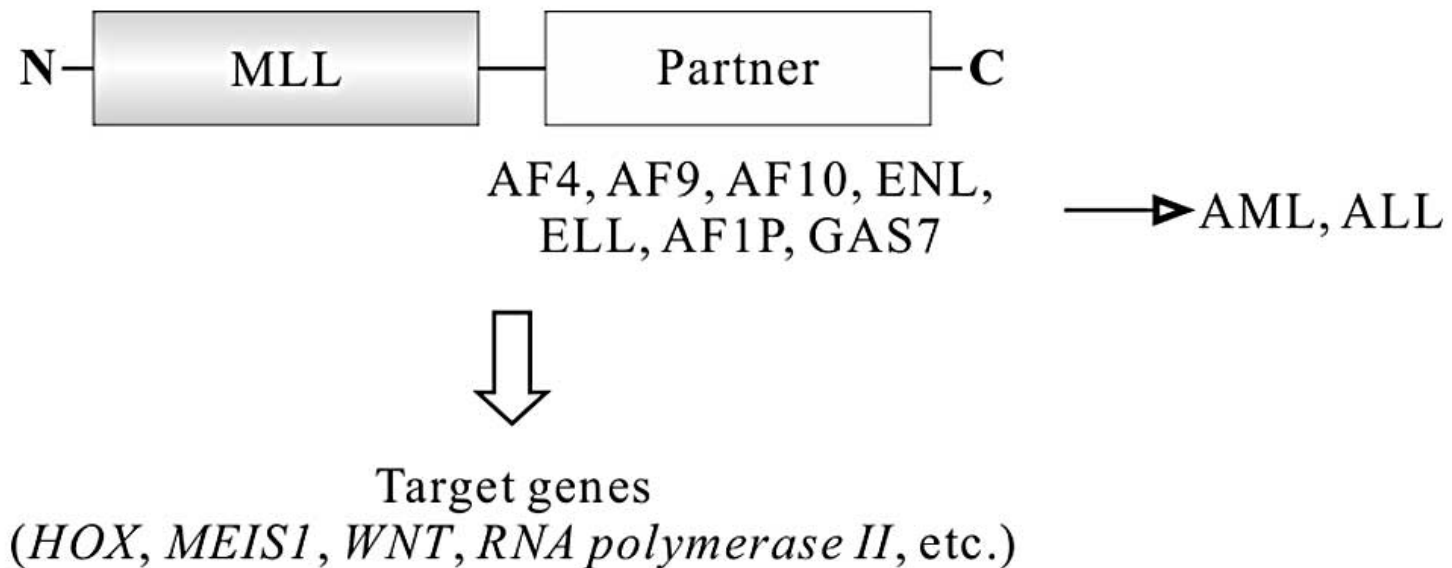 N MLL Partner C
AF4, AF9, AF10, ENL,
ELL, AF1P, GAS7
AML, ALL
Target genes
(HOX, MEIS1, WNT, RNA polymerase II, etc.)